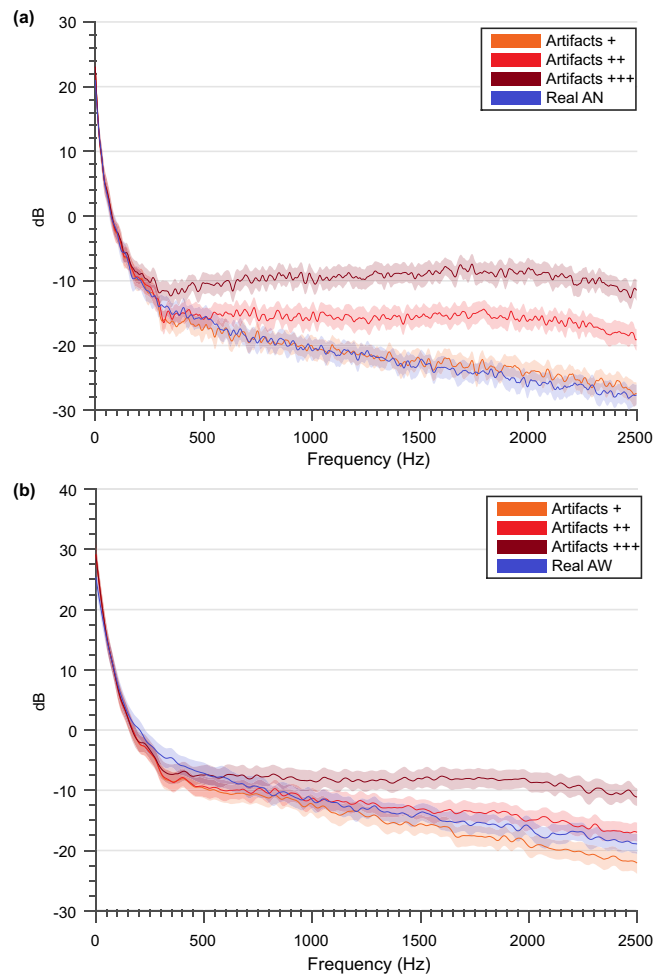 (a)
30
20
10
0
-10
-20
-30
dB
Artifacts +
Artifacts ++
Artifacts +++
Real AN
0
500
1000
1500
2000
2500
Frequency (Hz)
(b)
40
30
20
10
0
-10
-20
-30
dB
Artifacts +
Artifacts ++
Artifacts +++
Real AW
0
500
1000
1500
2000
2500
Frequency (Hz)